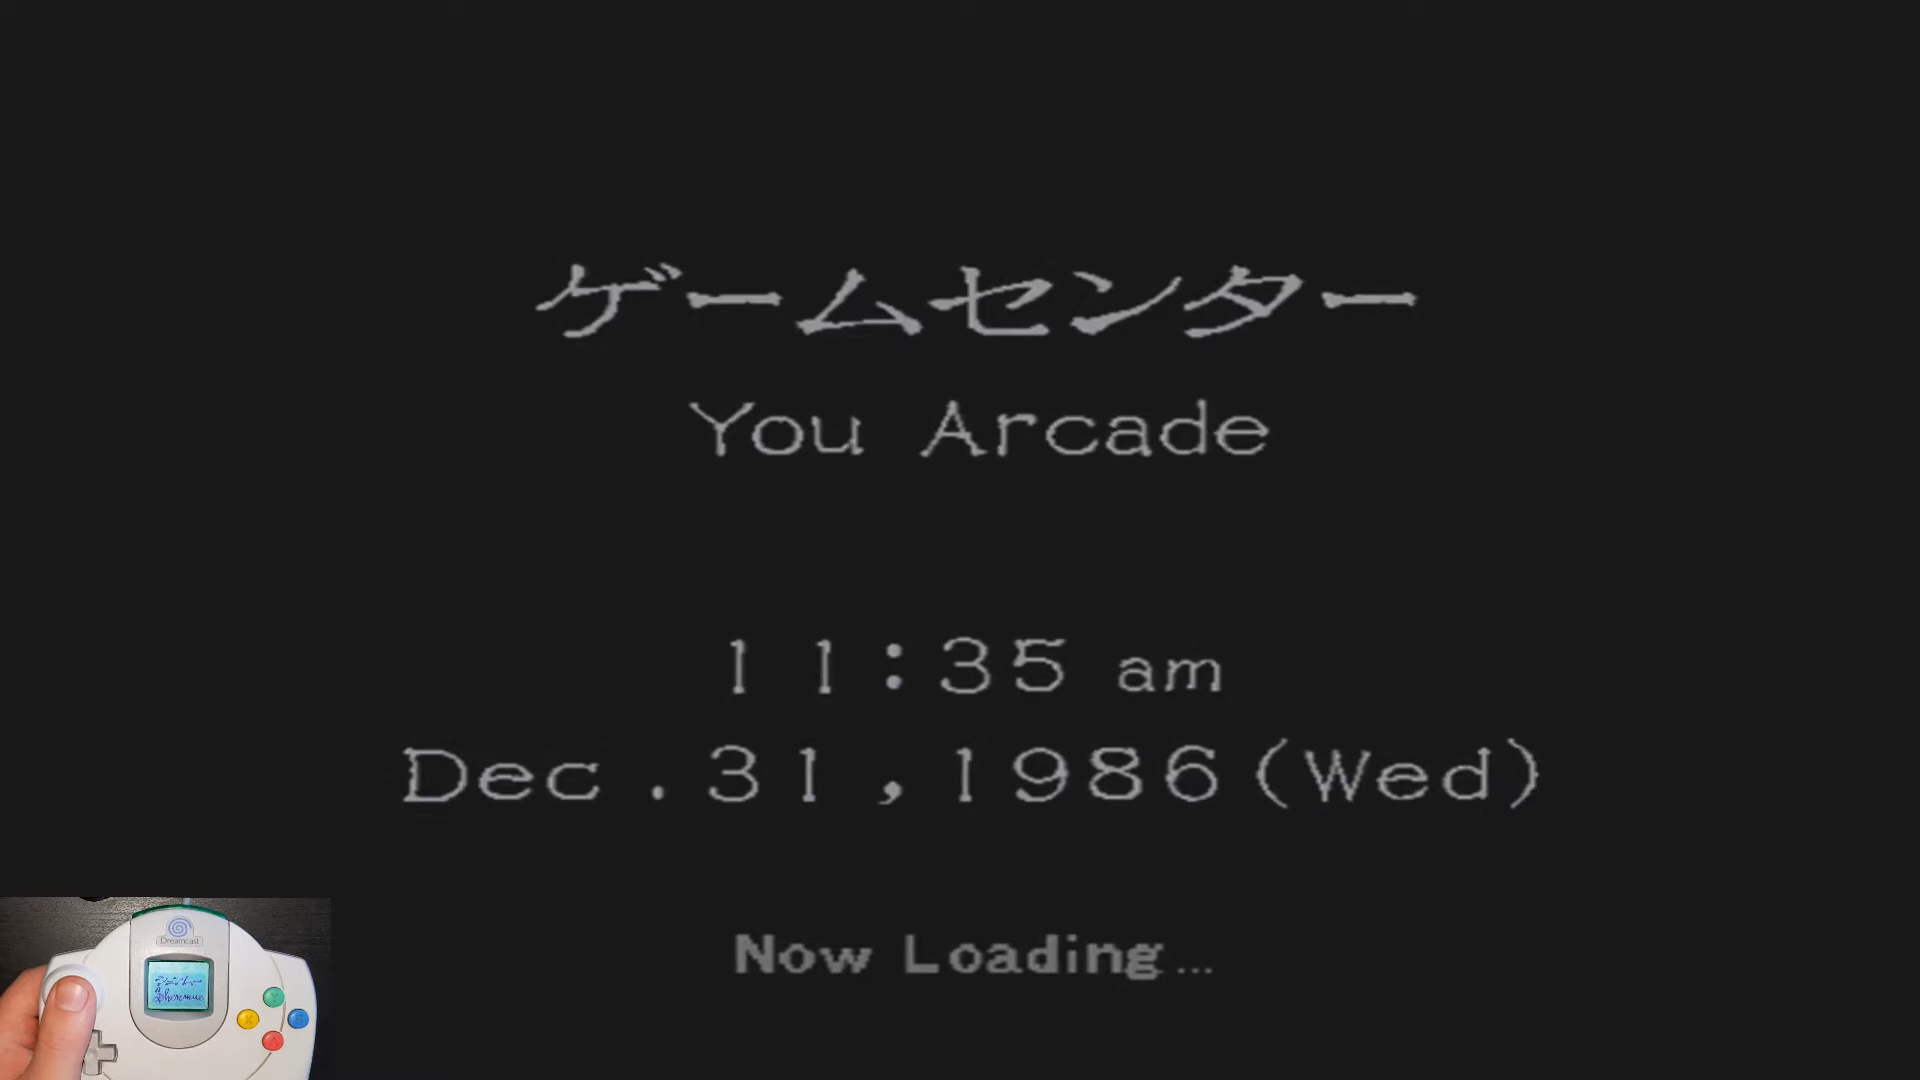 ゲームセンター
You Arcade
11:35 am
Dec.31,1986(Wed)
Now Loading...
Dreamcast
Shenmue
Y
X
B
A